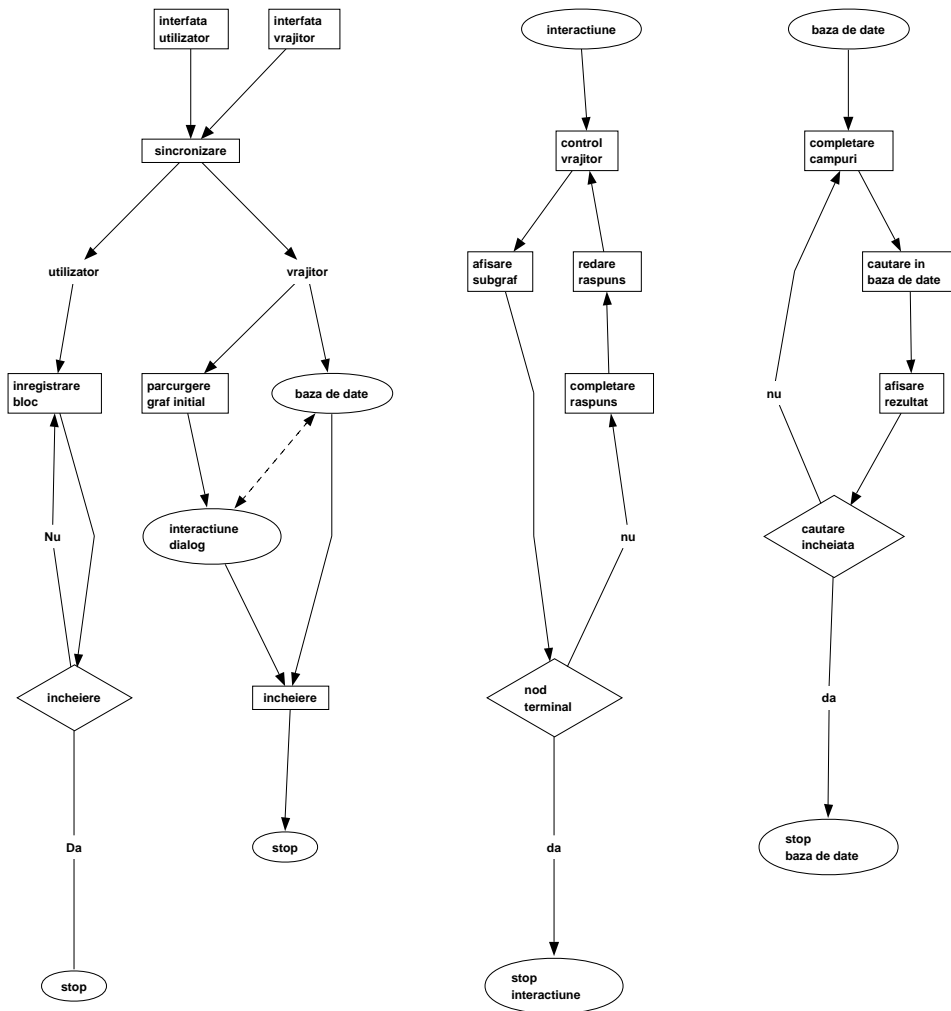 interfata
utilizator
interfata
vrajitor
sincronizare
utilizator
vrajitor
inregistrare
bloc
parcurgere
graf initial
baza de date
Nu
interactiune
dialog
incheiere
incheiere
Da
stop
stop
interactiune
control
vrajitor
afisare
subgraf
redare
raspuns
completare
raspuns
nu
nod
terminal
da
stop
interactiune
baza de date
completare
campuri
cautare in
baza de date
nu
afisare
rezultat
cautare
incheiata
da
stop
baza de date